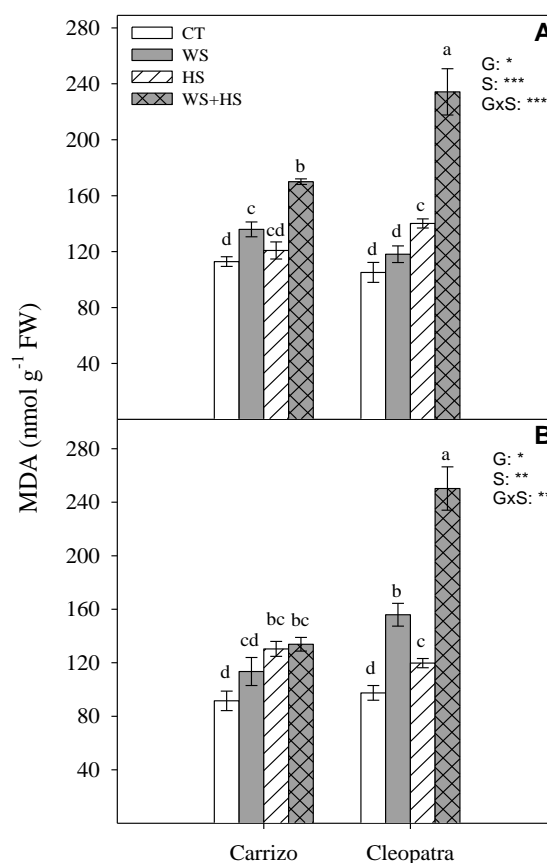 MDA (nmol g⁻¹ FW)
A
CT
WS
HS
WS+HS
G: *
S: ***
GxS: ***
280
240
200
160
120
80
40
d
c
cd
b
d
d
c
a
B
G: *
S: **
GxS: **
280
240
200
160
120
80
40
d
cd
bc
bc
d
b
c
a
Carrizo
Cleopatra